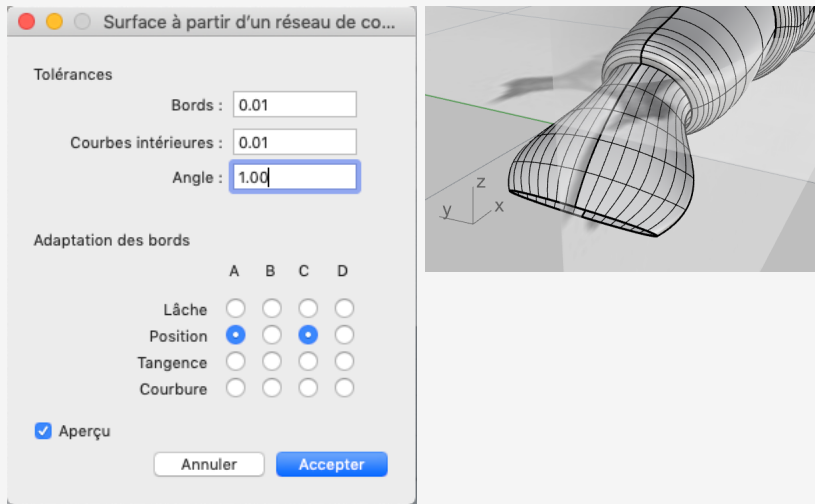 Surface à partir d'un réseau de co...
Tolérances
Bords : 0.01
Courbes intérieures : 0.01
Angle : 1.00
Adaptation des bords
A B C D
Lâche
Position
Tangence
Courbure
Aperçu
Annuler Accepter
z
y x